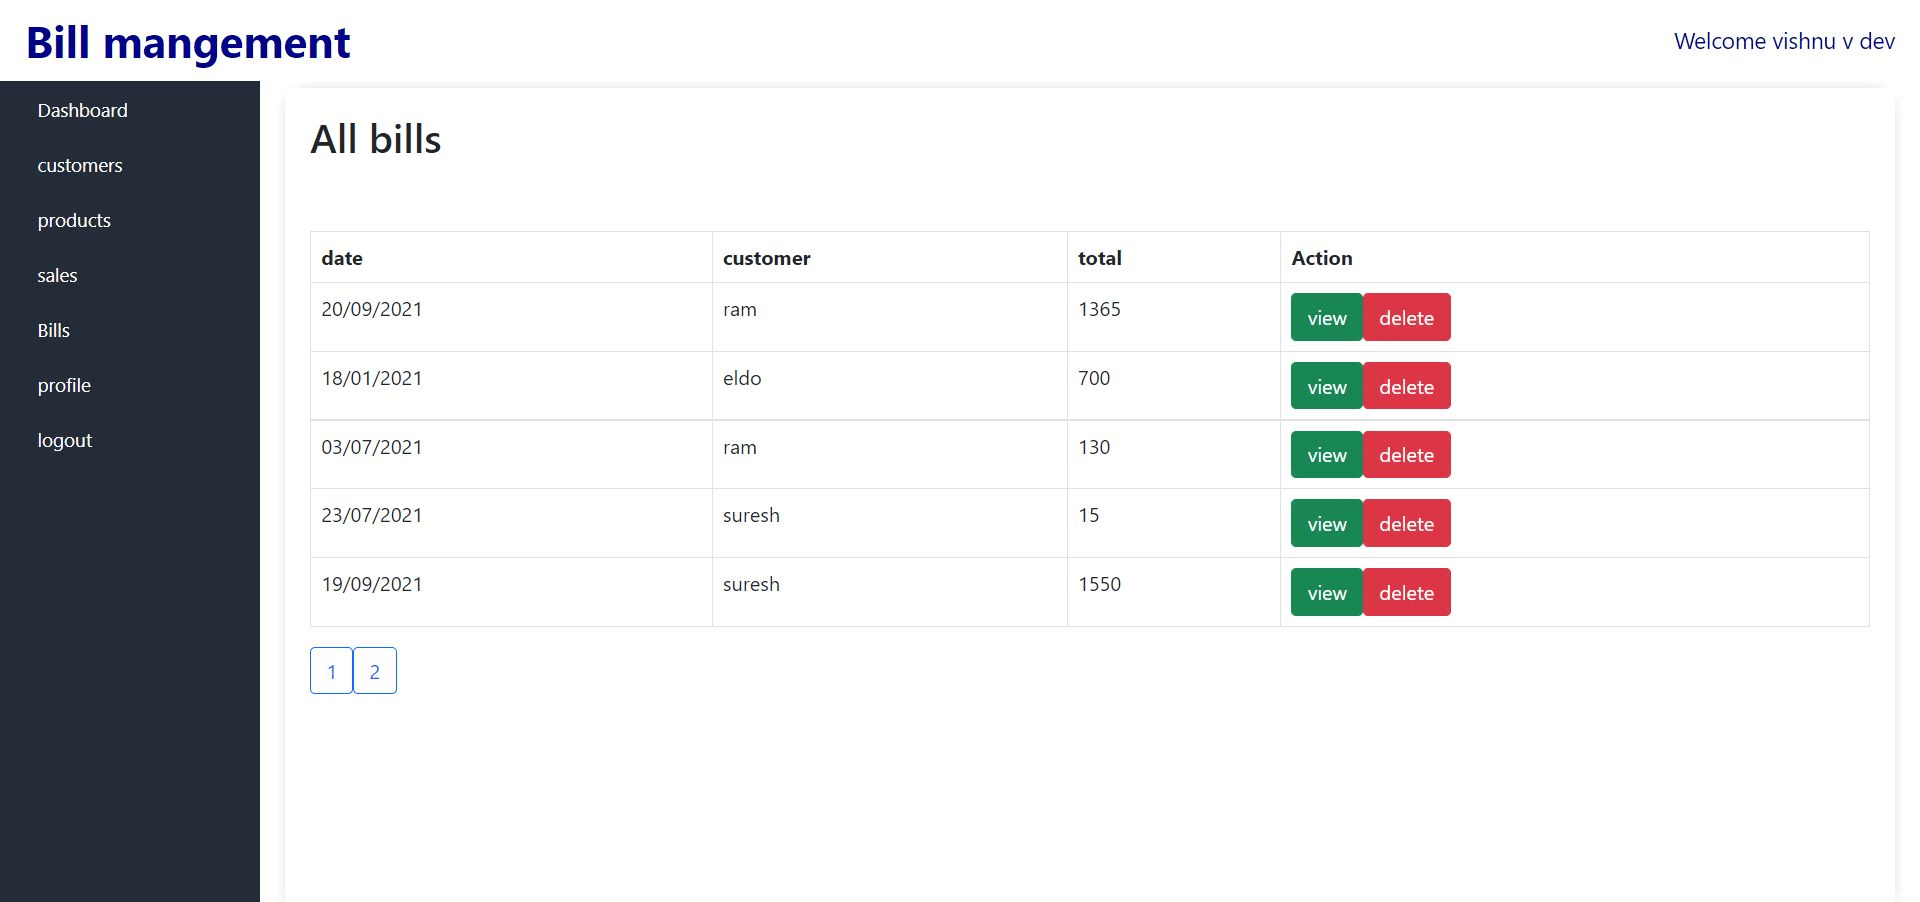 Bill mangement
Welcome vishnu v dev
Dashboard
customers
products
sales
Bills
profile
logout
All bills
date customer total Action
20/09/2021 ram 1365 view delete
18/01/2021 eldo 700 view delete
03/07/2021 ram 130 view delete
23/07/2021 suresh 15 view delete
19/09/2021 suresh 1550 view delete
1 2